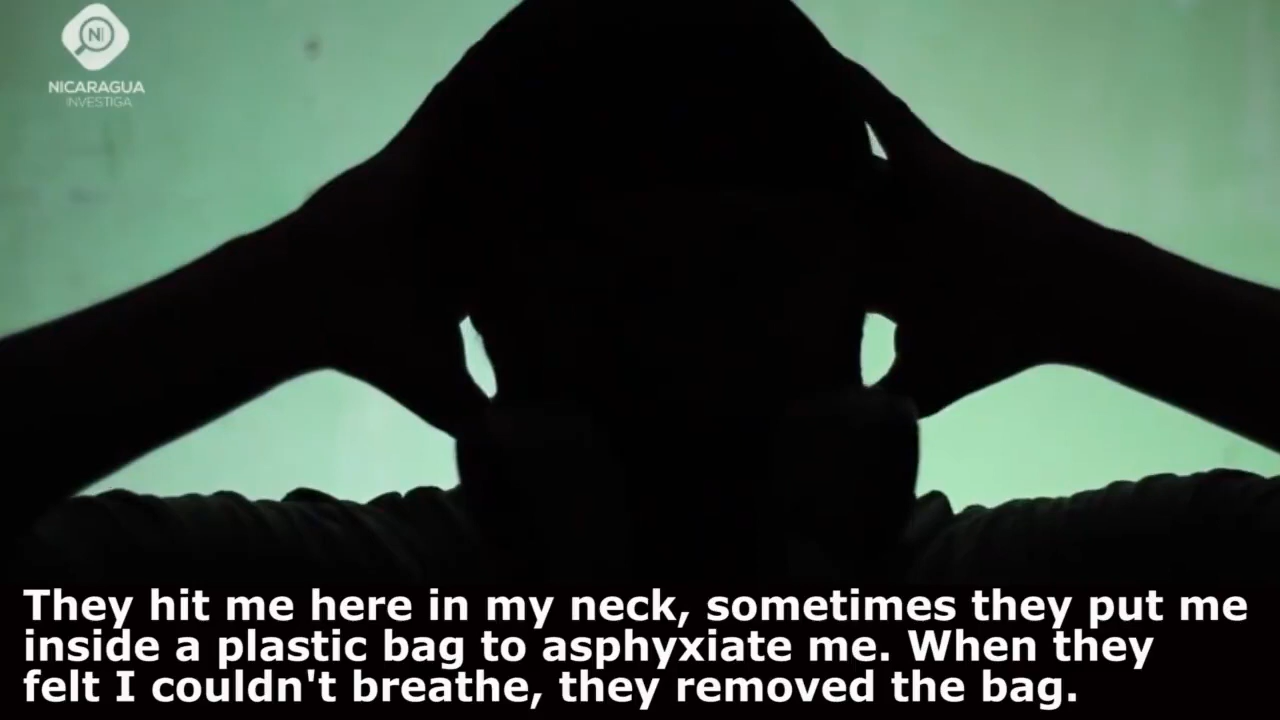 NI
NICARAGUA
INVESTIGA
They hit me here in my neck, sometimes they put me
inside a plastic bag to asphyxiate me. When they
felt I couldn't breathe, they removed the bag.